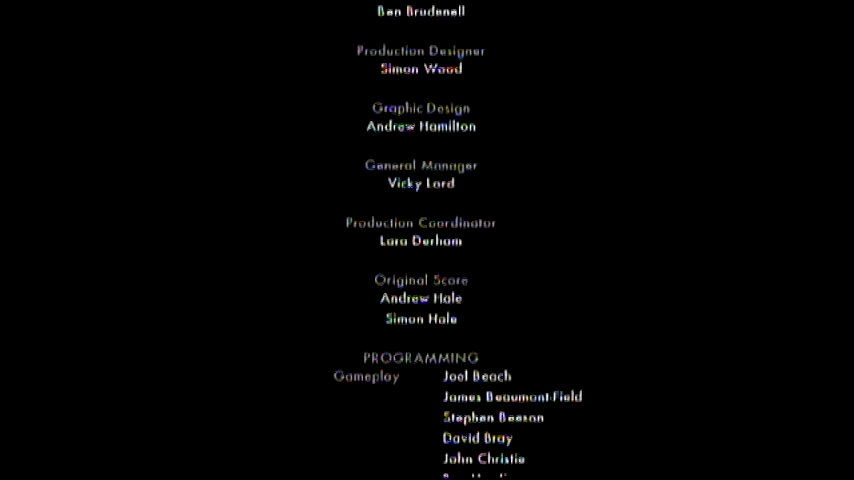 Ben Brudenell
Production Designer
Simon Wood
Graphic Design
Andrew Hamilton
General Manager
Vicky Lord
Production Coordinator
Lara Derham
Original Score
Andrew Hale
Simon Hale
PROGRAMMING
Gameplay Joel Beach
James Beaumont-Field
Stephen Beeson
David Bray
John Christie